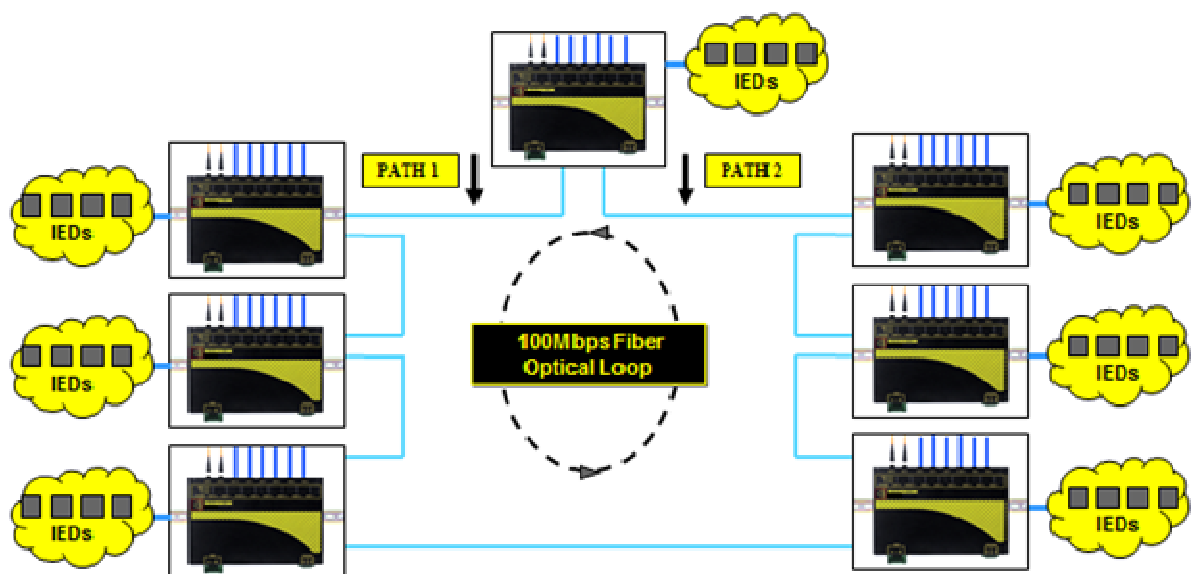 IEDs
PATH 1
PATH 2
IEDs
IEDs
100Mbps Fiber
Optical Loop
IEDs
IEDs
IEDs
IEDs